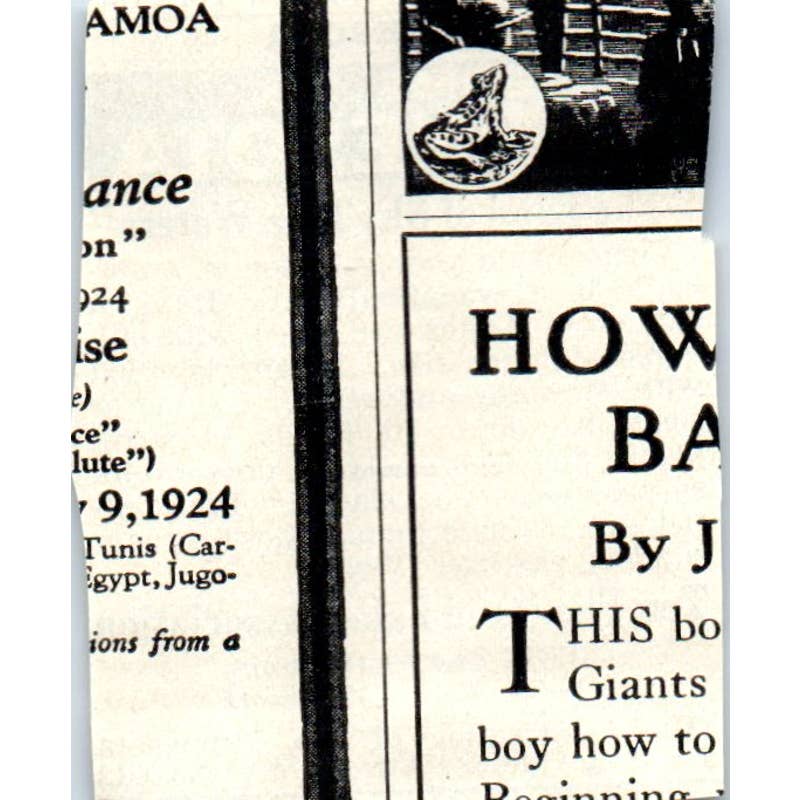 AMOA
ance
on"
924
ise
e)
ce"
lute")
9,1924
Tunis (Car-
Egypt, Jugo-
ions from a
HOW
BA
By J
THIS bo
Giants
boy how to
Beginning